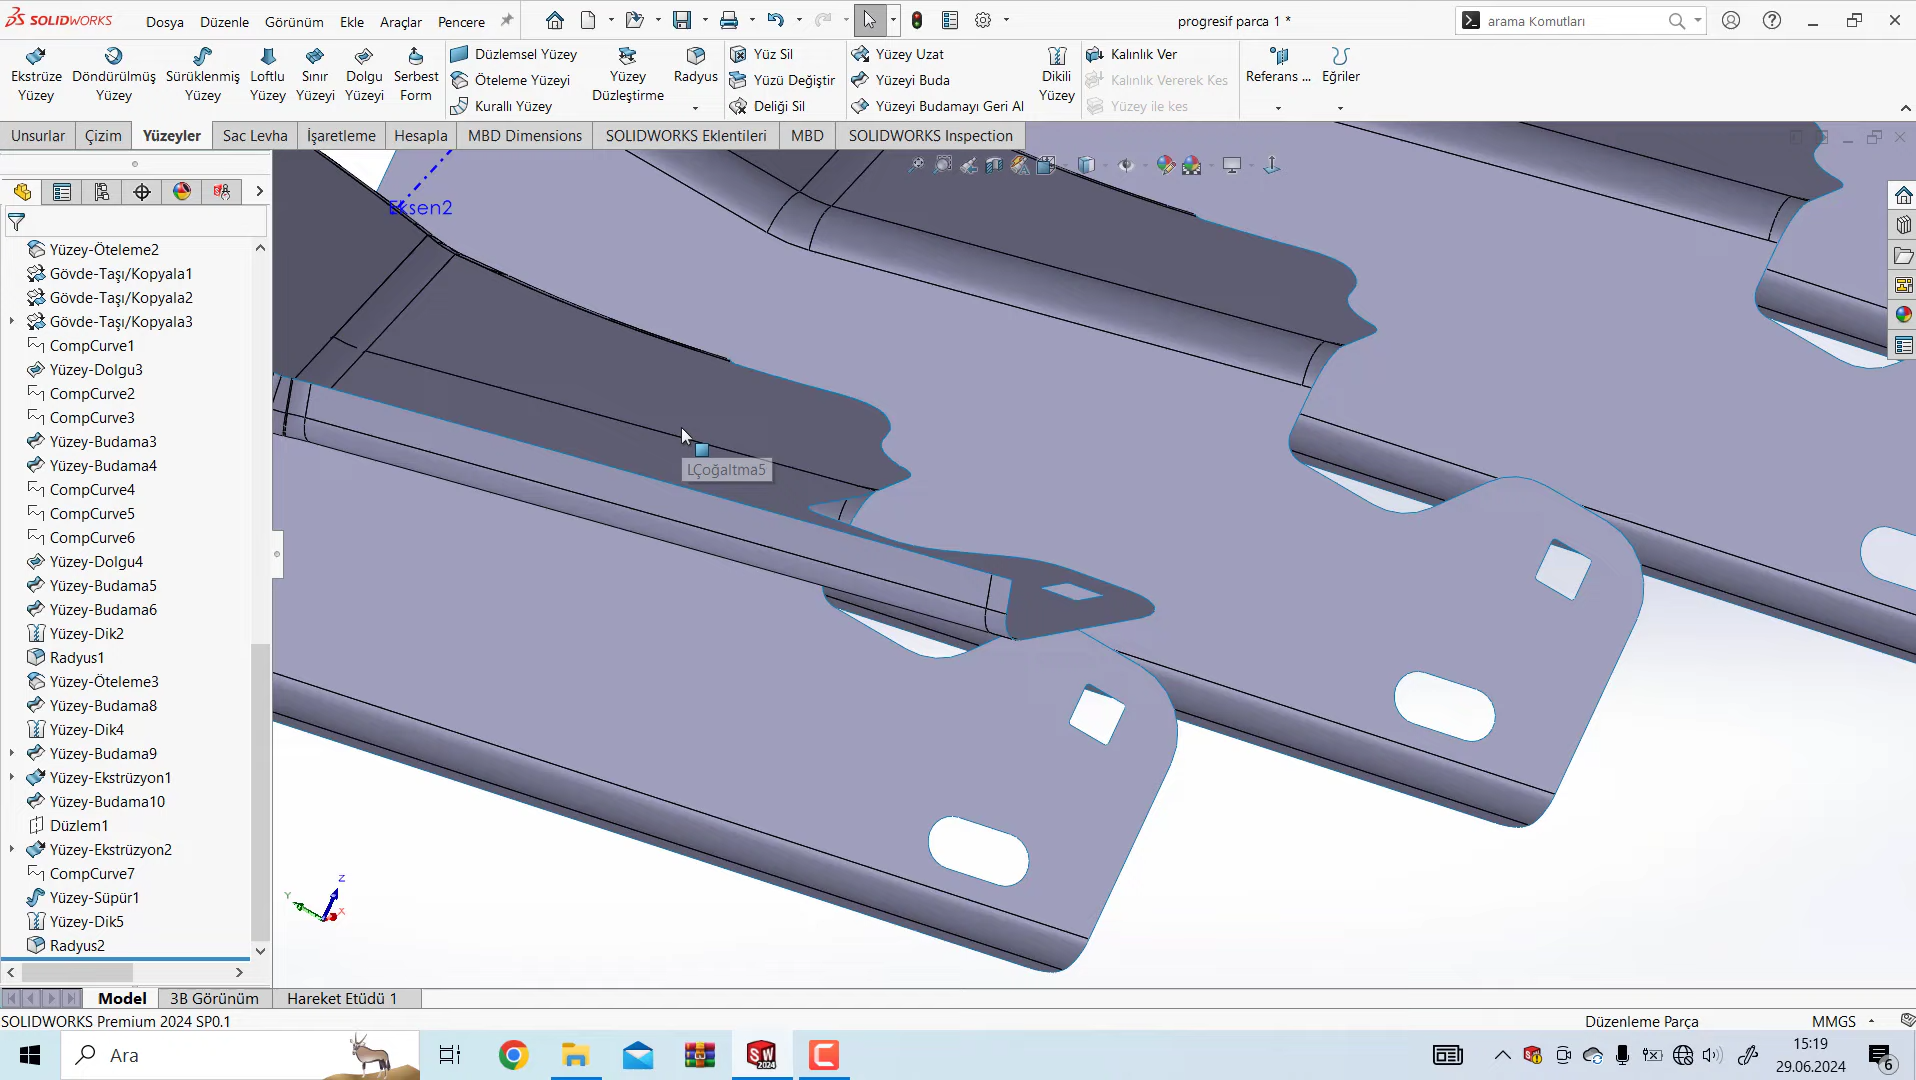 SOLIDWORKS
Dosya
Düzenle
Görünüm
Ekle
Araçlar
Pencere
progresif parca 1 *
arama Komutları
Ekstrüze Yüzey
Döndürülmüş Yüzey
Sürüklenmiş Yüzey
Loftlu Yüzey
Sınır Yüzeyi
Dolgu Yüzeyi
Serbest Form
Düzlemsel Yüzey
Öteleme Yüzeyi
Kurallı Yüzey
Yüzey Düzleştirme
Radyus
Yüz Sil
Yüzü Değiştir
Deliği Sil
Yüzey Uzat
Yüzeyi Buda
Yüzeyi Budamayı Geri Al
Dikili Yüzey
Kalınlık Ver
Kalınlık Vererek Kes
Yüzey ile kes
Referans ...
Eğriler
Unsurlar
Çizim
Yüzeyler
Sac Levha
İşaretleme
Hesapla
MBD Dimensions
SOLIDWORKS Eklentileri
MBD
SOLIDWORKS Inspection
Yüzey-Öteleme2
Gövde-Taşı/Kopyala1
Gövde-Taşı/Kopyala2
Gövde-Taşı/Kopyala3
CompCurve1
Yüzey-Dolgu3
CompCurve2
CompCurve3
Yüzey-Budama3
Yüzey-Budama4
CompCurve4
CompCurve5
CompCurve6
Yüzey-Dolgu4
Yüzey-Budama5
Yüzey-Budama6
Yüzey-Dik2
Radyus1
Yüzey-Öteleme3
Yüzey-Budama8
Yüzey-Dik4
Yüzey-Budama9
Yüzey-Ekstrüzyon1
Yüzey-Budama10
Düzlem1
Yüzey-Ekstrüzyon2
CompCurve7
Yüzey-Süpür1
Yüzey-Dik5
Radyus2
Eksen2
LÇoğaltma5
Z
Y
X
Model
3B Görünüm
Hareket Etüdü 1
SOLIDWORKS Premium 2024 SP0.1
Düzenleme Parça
MMGS
Ara
SW
2024
15:19
29.06.2024
6